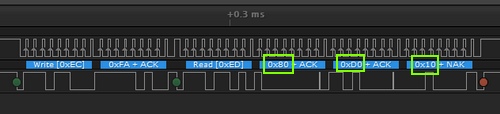 +0.3 ms
Write [0xEC] 0xFA + ACK Read [0xED] 0x80 + ACK 0xD0 + ACK 0x10 + NAK